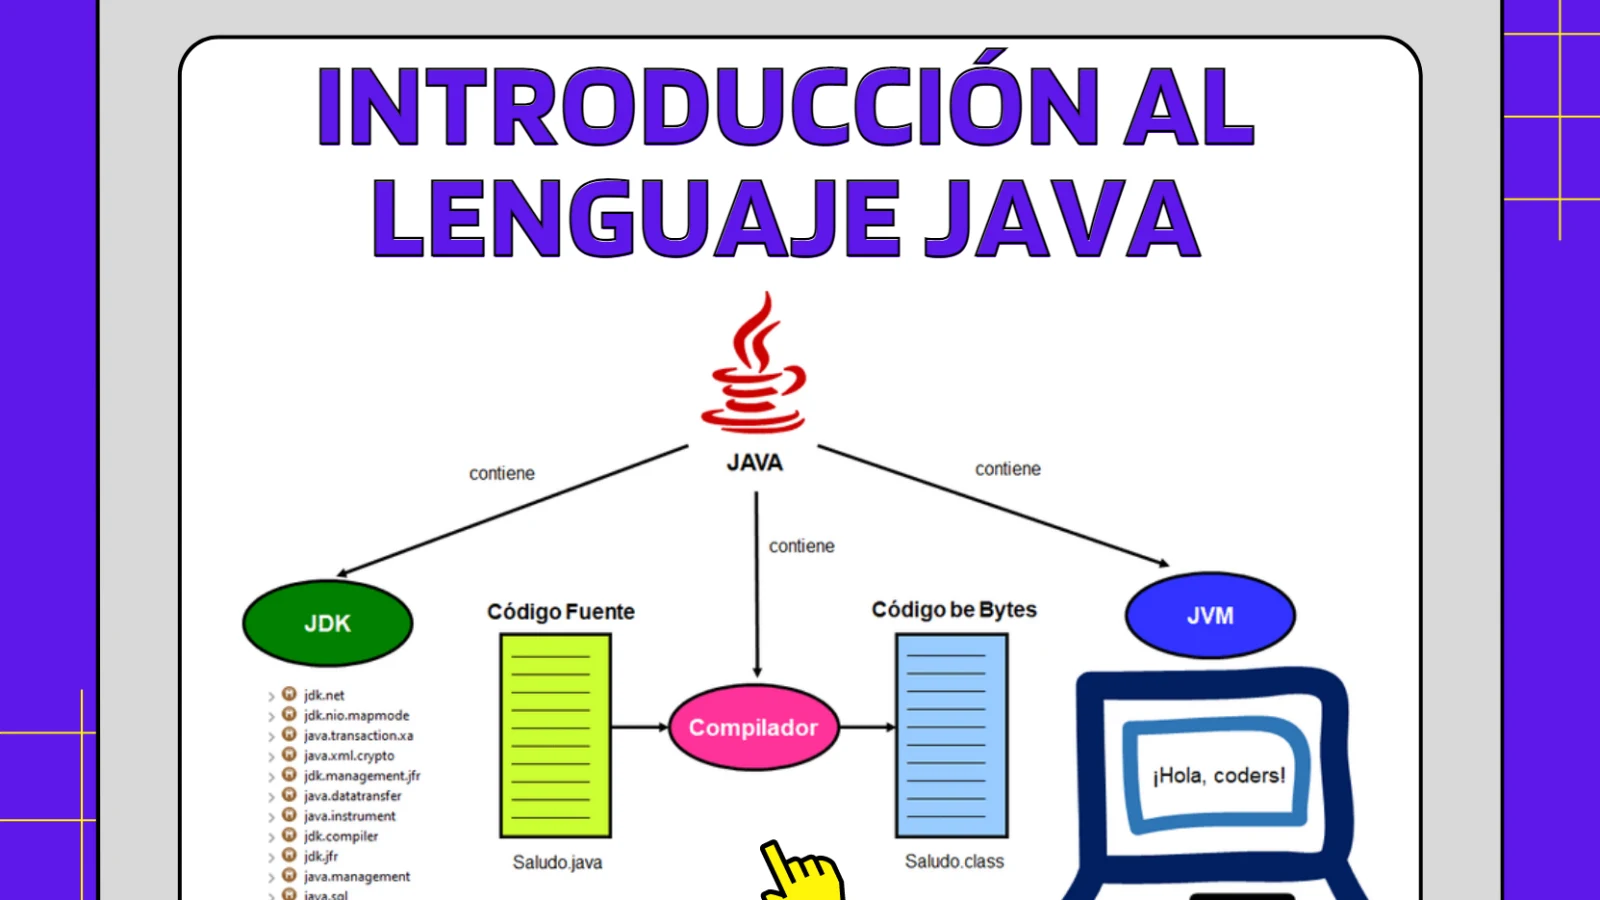 INTRODUCCIÓN AL
LENGUAJE JAVA
JAVA
contiene
contiene
contiene
JDK
Código Fuente
Código be Bytes
JVM
Compilador
¡Hola, coders!
Saludo.java
Saludo.class
jdk.net
jdk.nio.mapmode
java.transaction.xa
java.xml.crypto
jdk.management.jfr
java.datatransfer
java.instrument
jdk.compiler
jdk.jfr
java.management
java.sql